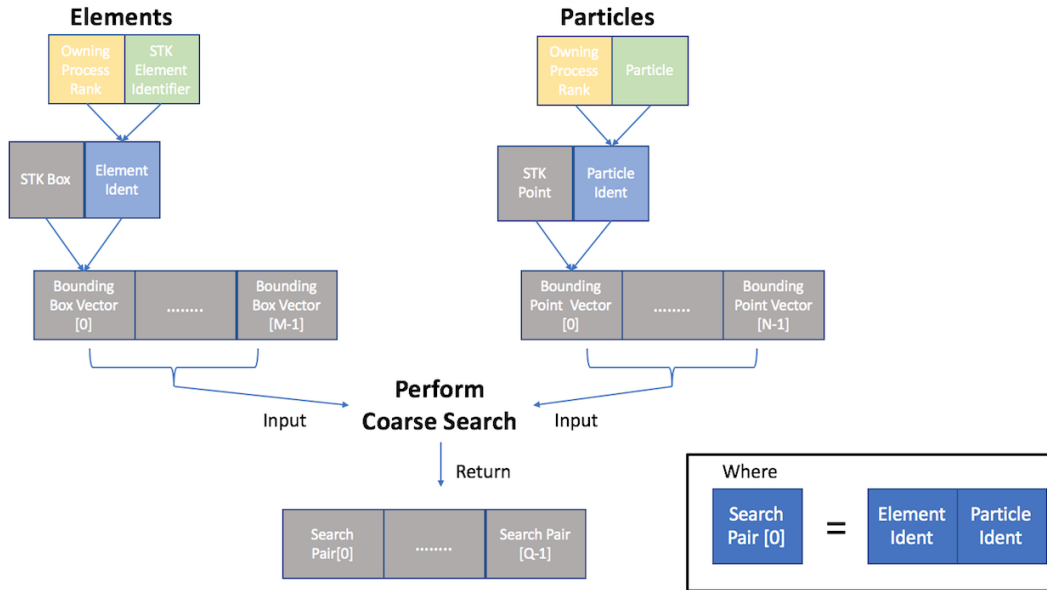 Elements
Particles
Owning
Process
Rank
STK
Element
Identifier
Owning
Process
Rank
Particle
STK Box
Element
Ident
STK
Point
Particle
Ident
Bounding
Box Vector
[0]
........
Bounding
Box Vector
[M-1]
Bounding
Point Vector
[0]
........
Bounding
Point Vector
[N-1]
Perform
Coarse Search
Input
Input
Return
Search
Pair[0]
........
Search Pair
[Q-1]
Where
Search
Pair [0]
=
Element
Ident
Particle
Ident